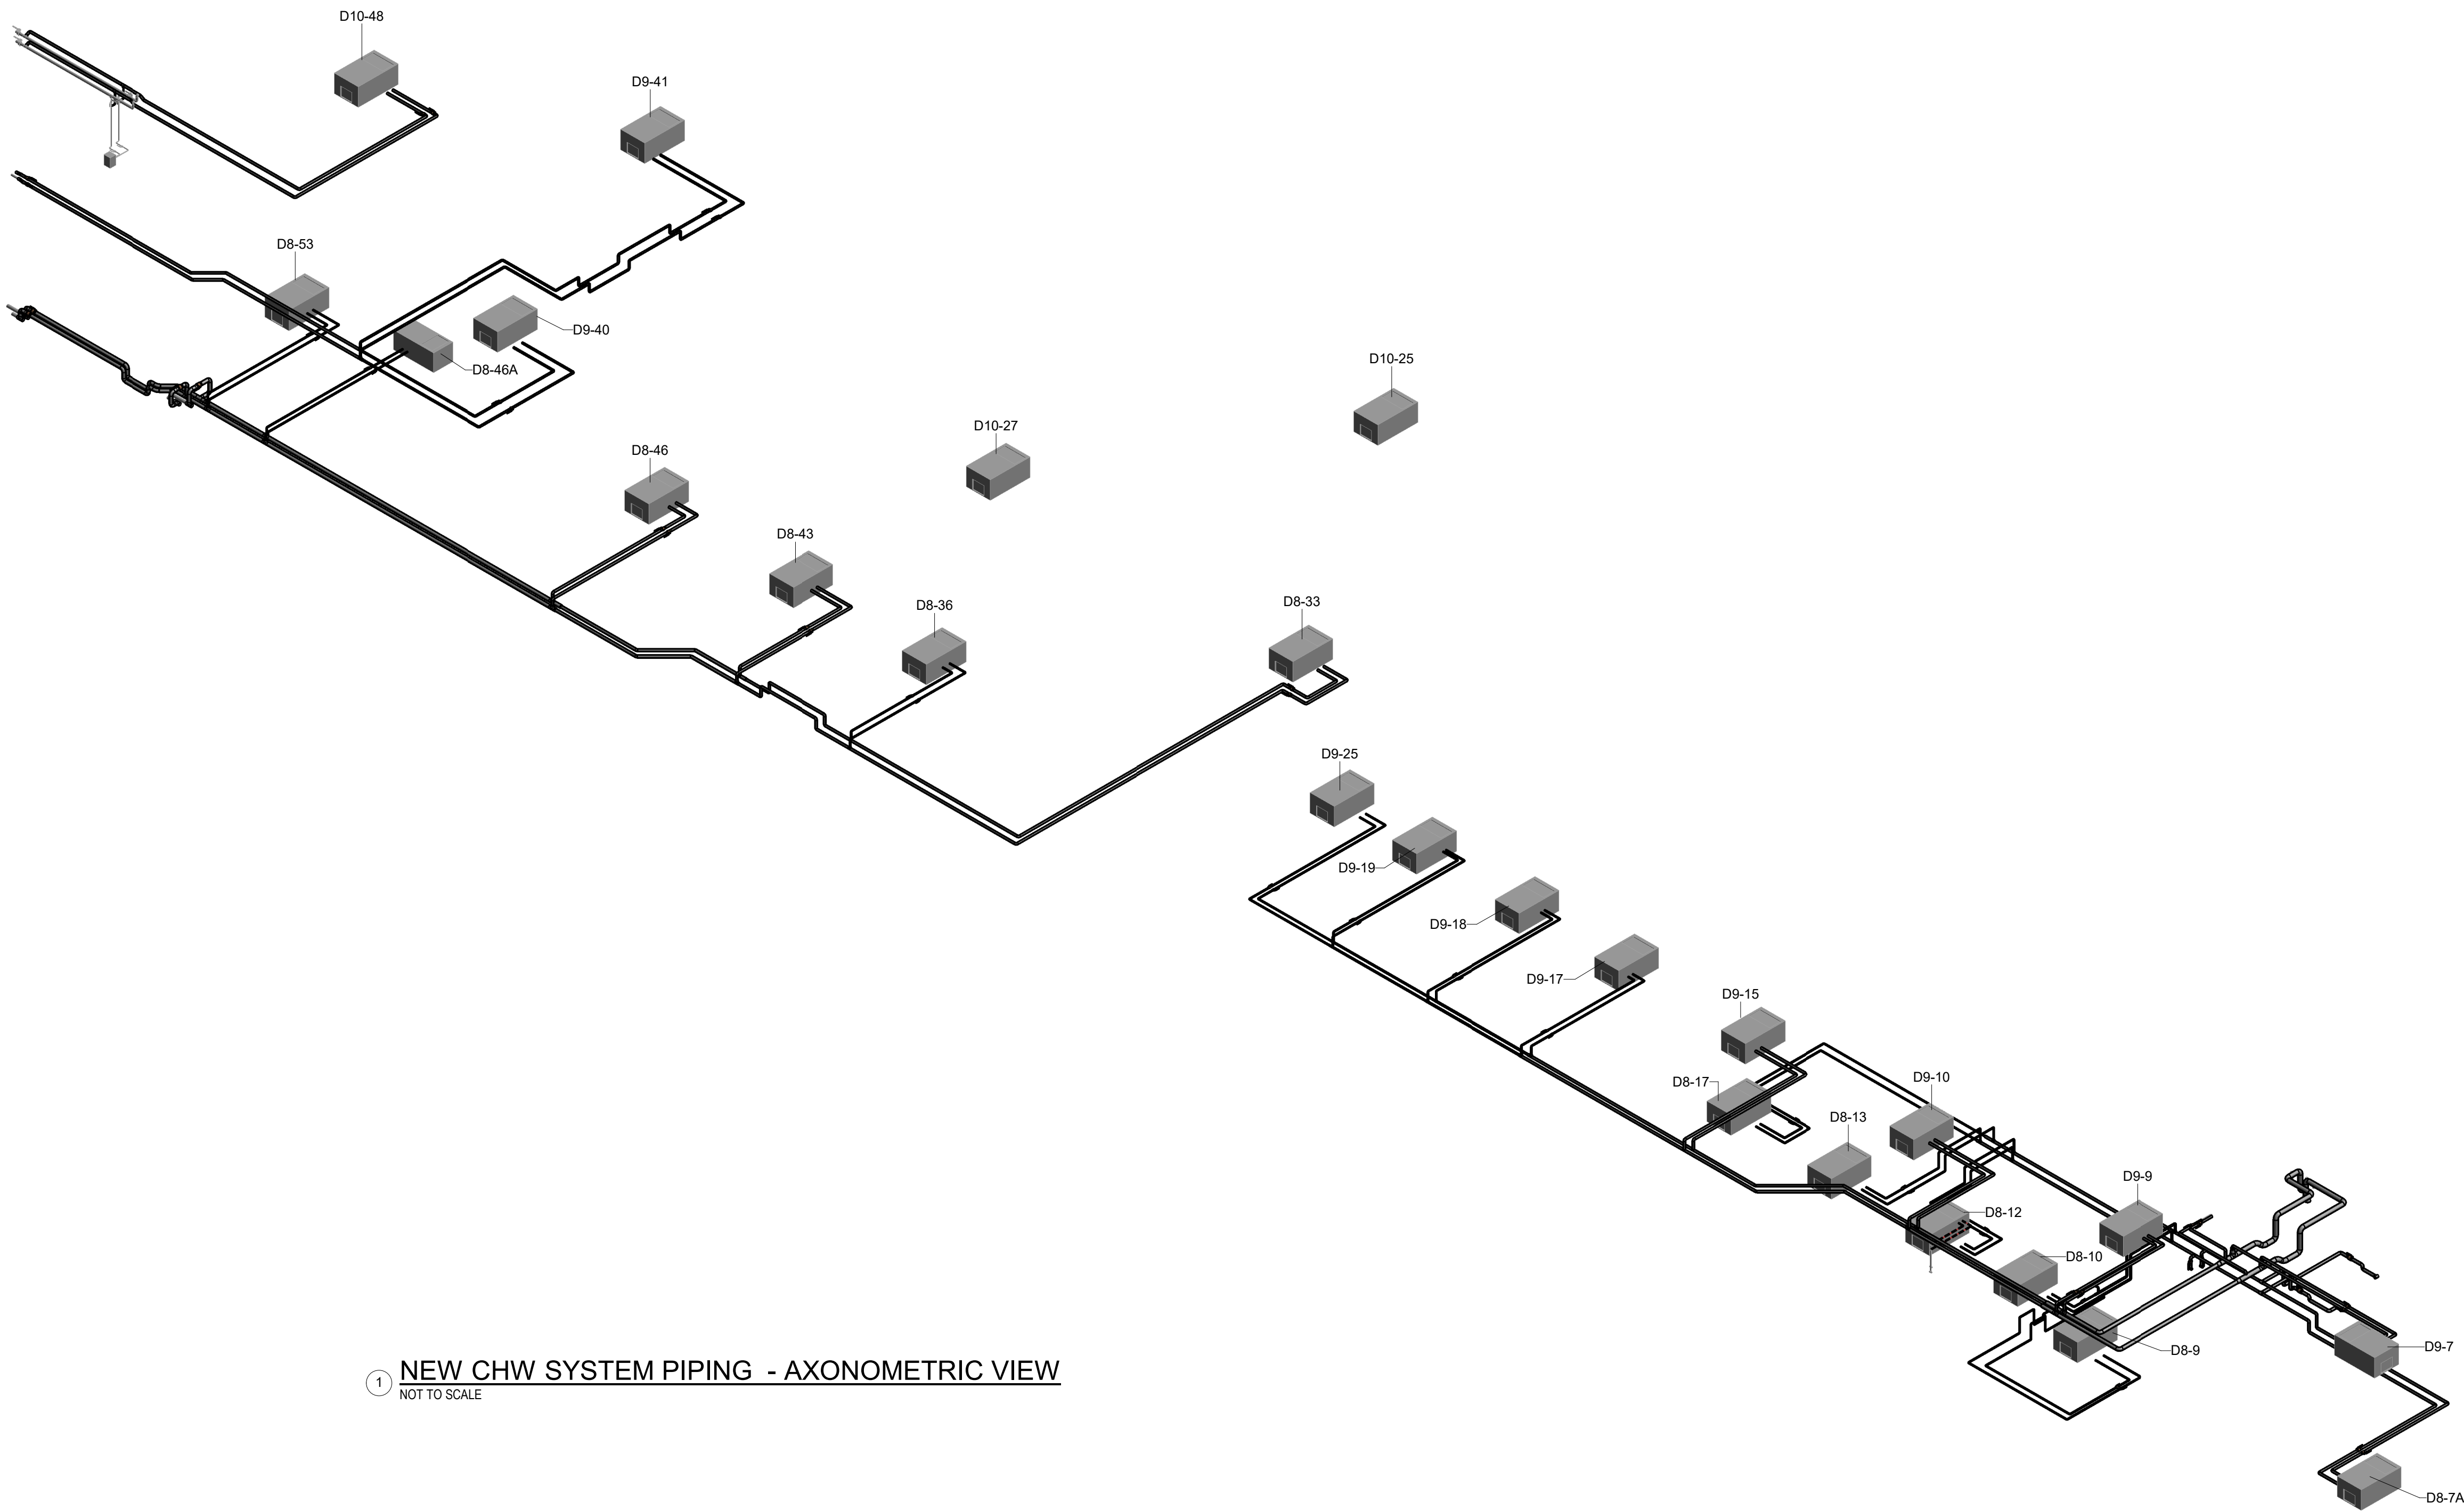 D10-48
D9-41
D8-53
D9-40
D8-46A
D10-25
D10-27
D8-46
D8-43
D8-36
D8-33
D9-25
D9-19
D9-18
D9-17
D9-15
D8-17
D9-10
D8-13
D9-9
D8-12
D8-10
D9-7
D8-9
D8-7A
1 NEW CHW SYSTEM PIPING - AXONOMETRIC VIEW
NOT TO SCALE